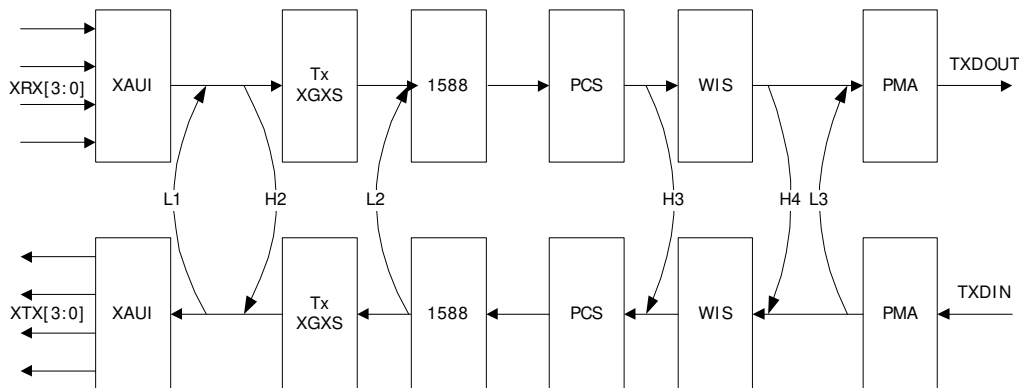 XRX[3:0]
XAUI
Tx
XGXS
1588
PCS
WIS
PMA
TXDOUT
L1
H2
L2
H3
H4
L3
XTX[3:0]
XAUI
Tx
XGXS
1588
PCS
WIS
PMA
TXDIN